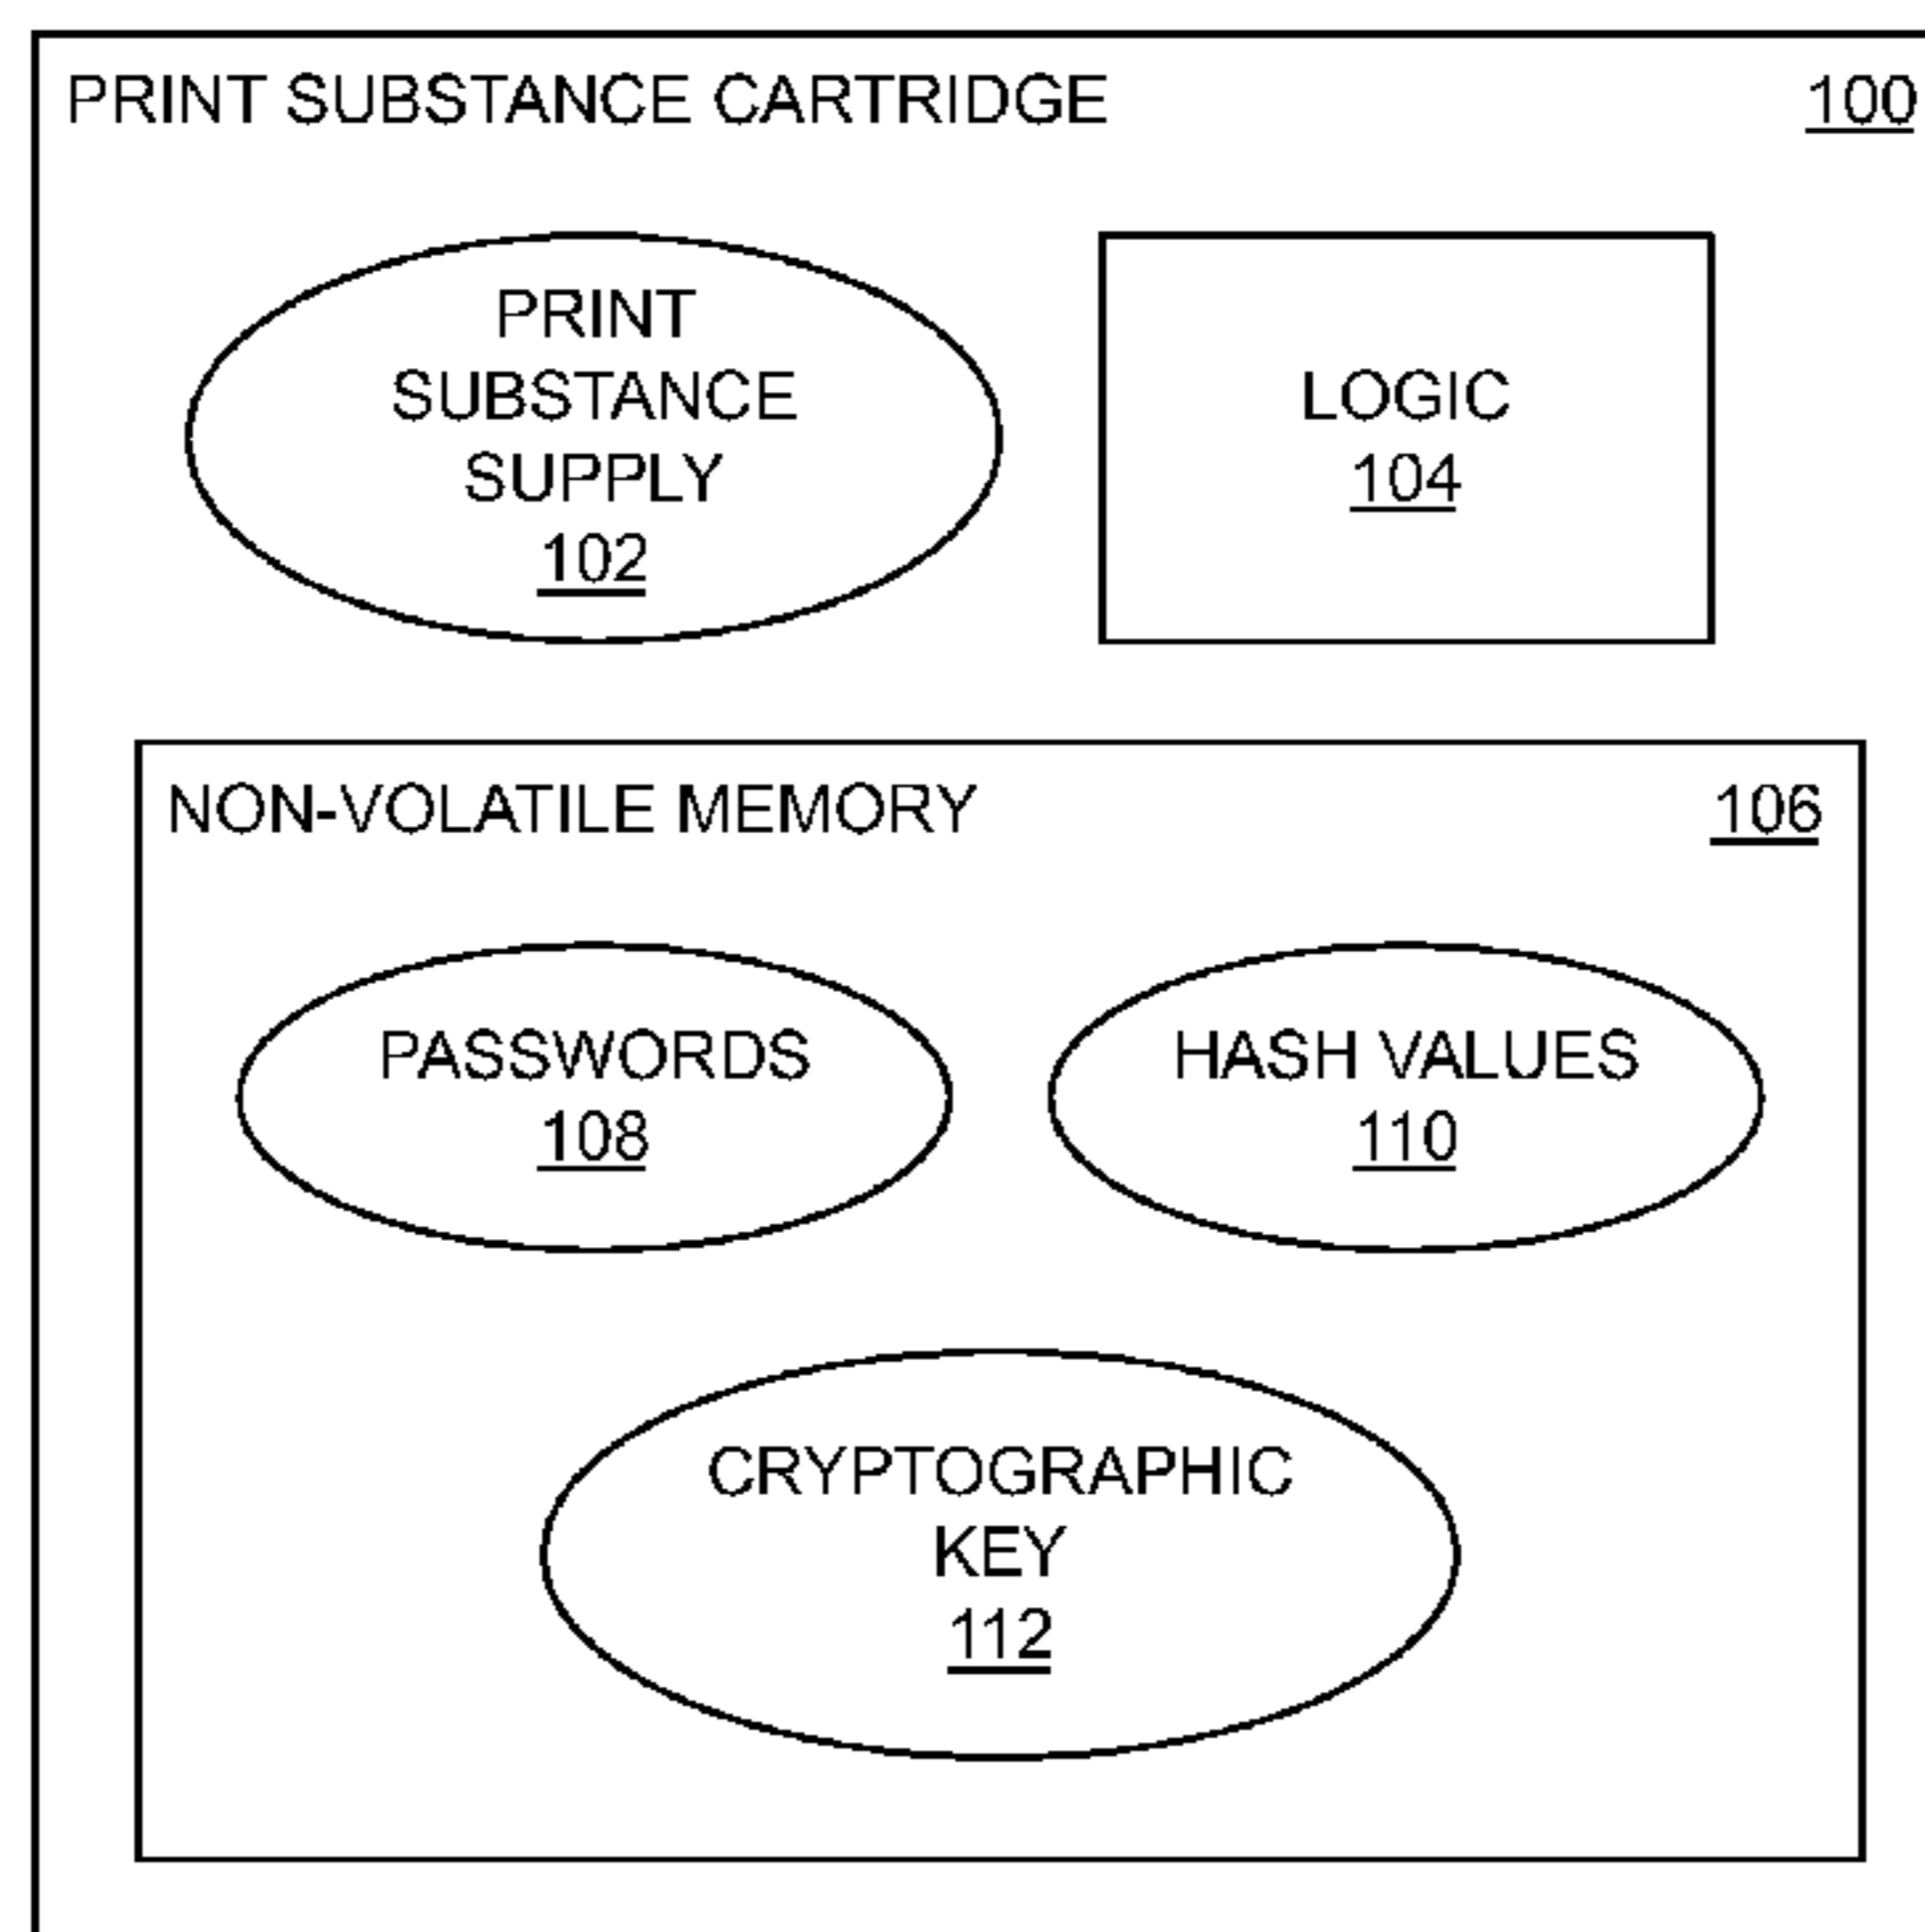 PRINT SUBSTANCE CARTRIDGE 100
PRINT
SUBSTANCE
SUPPLY
102
LOGIC
104
NON-VOLATILE MEMORY 106
PASSWORDS
108
HASH VALUES
110
CRYPTOGRAPHIC
KEY
112